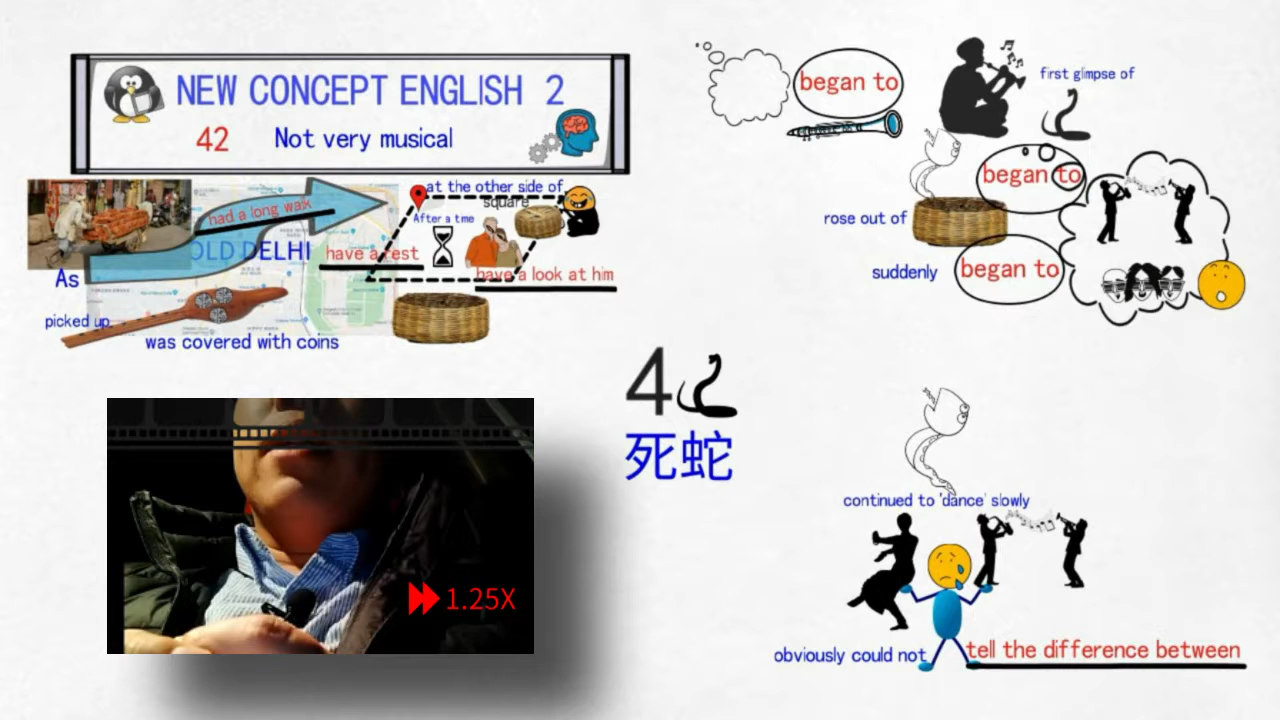 NEW CONCEPT ENGLISH 2
42 Not very musical
had a long walk
OLD DELHI
As
picked up
was covered with coins
at the other side of
square
After a time
have a rest
have a look at him
began to
first glimpse of
began to
rose out of
suddenly
began to
4
死蛇
1.25X
continued to 'dance' slowly
obviously could not
tell the difference between